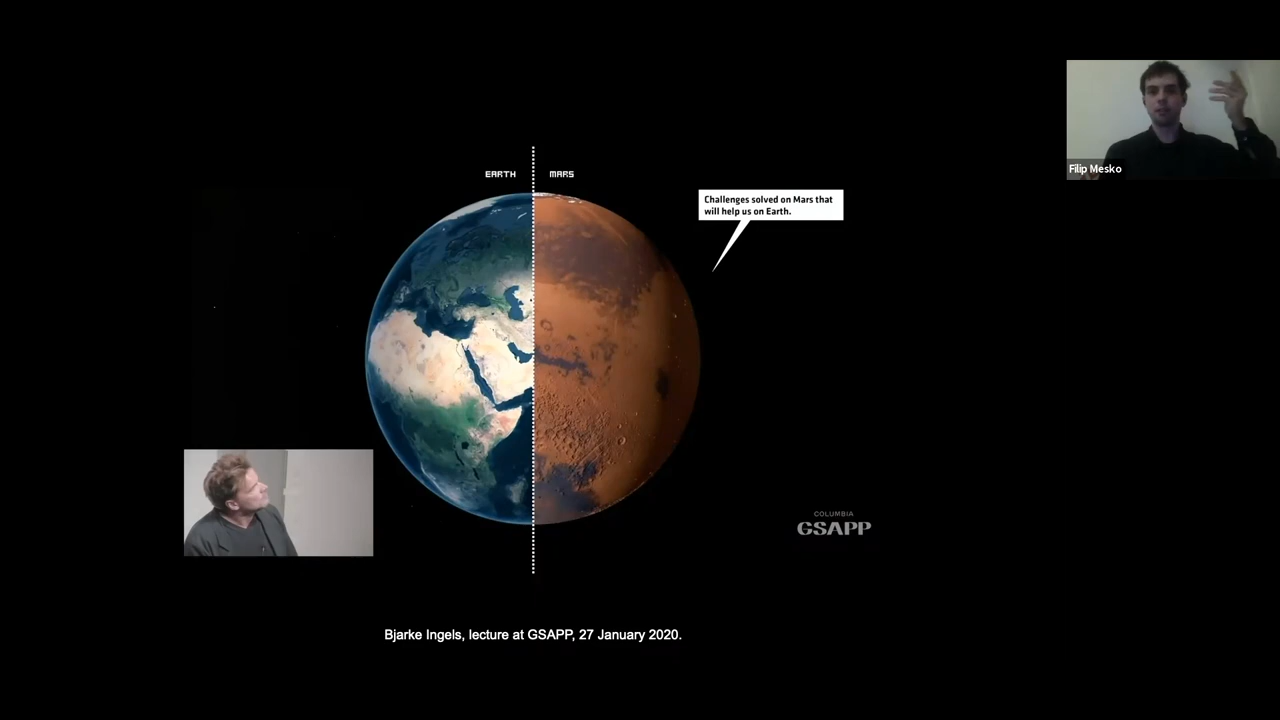 EARTH
MARS
Challenges solved on Mars that
will help us on Earth.
Filip Mesko
COLUMBIA
GSAPP
Bjarke Ingels, lecture at GSAPP, 27 January 2020.